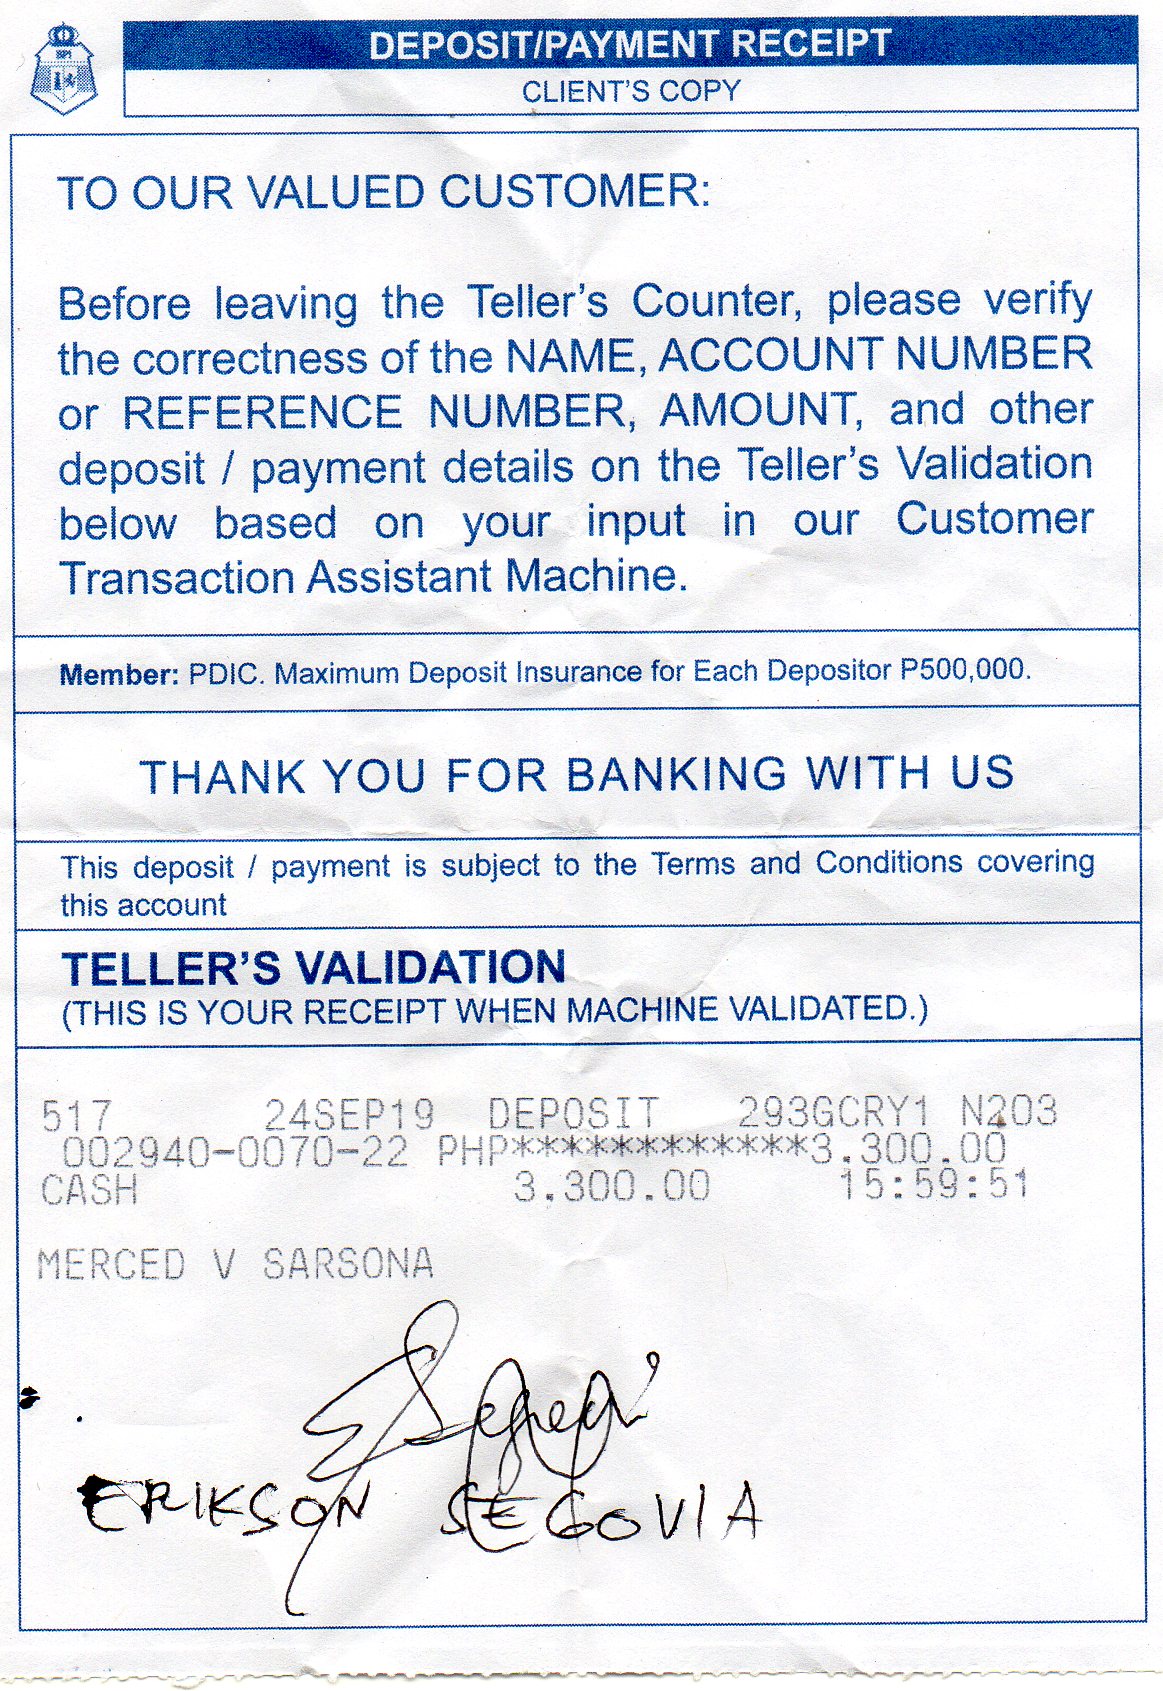 BPI
DEPOSIT/PAYMENT RECEIPT
CLIENT'S COPY
TO OUR VALUED CUSTOMER:
Before leaving the Teller's Counter, please verify
the correctness of the NAME, ACCOUNT NUMBER
or REFERENCE NUMBER, AMOUNT, and other
deposit / payment details on the Teller's Validation
below based on your input in our Customer
Transaction Assistant Machine.
Member: PDIC. Maximum Deposit Insurance for Each Depositor P500,000.
THANK YOU FOR BANKING WITH US
This deposit / payment is subject to the Terms and Conditions covering
this account
TELLER'S VALIDATION
(THIS IS YOUR RECEIPT WHEN MACHINE VALIDATED.)
517 24SEP19 DEPOSIT 293GCRY1 N203
002940-0070-22 PHP************3,300.00
CASH 3,300.00 15:59:51
MERCED V SARSONA
ERIKSON SEGOVIA